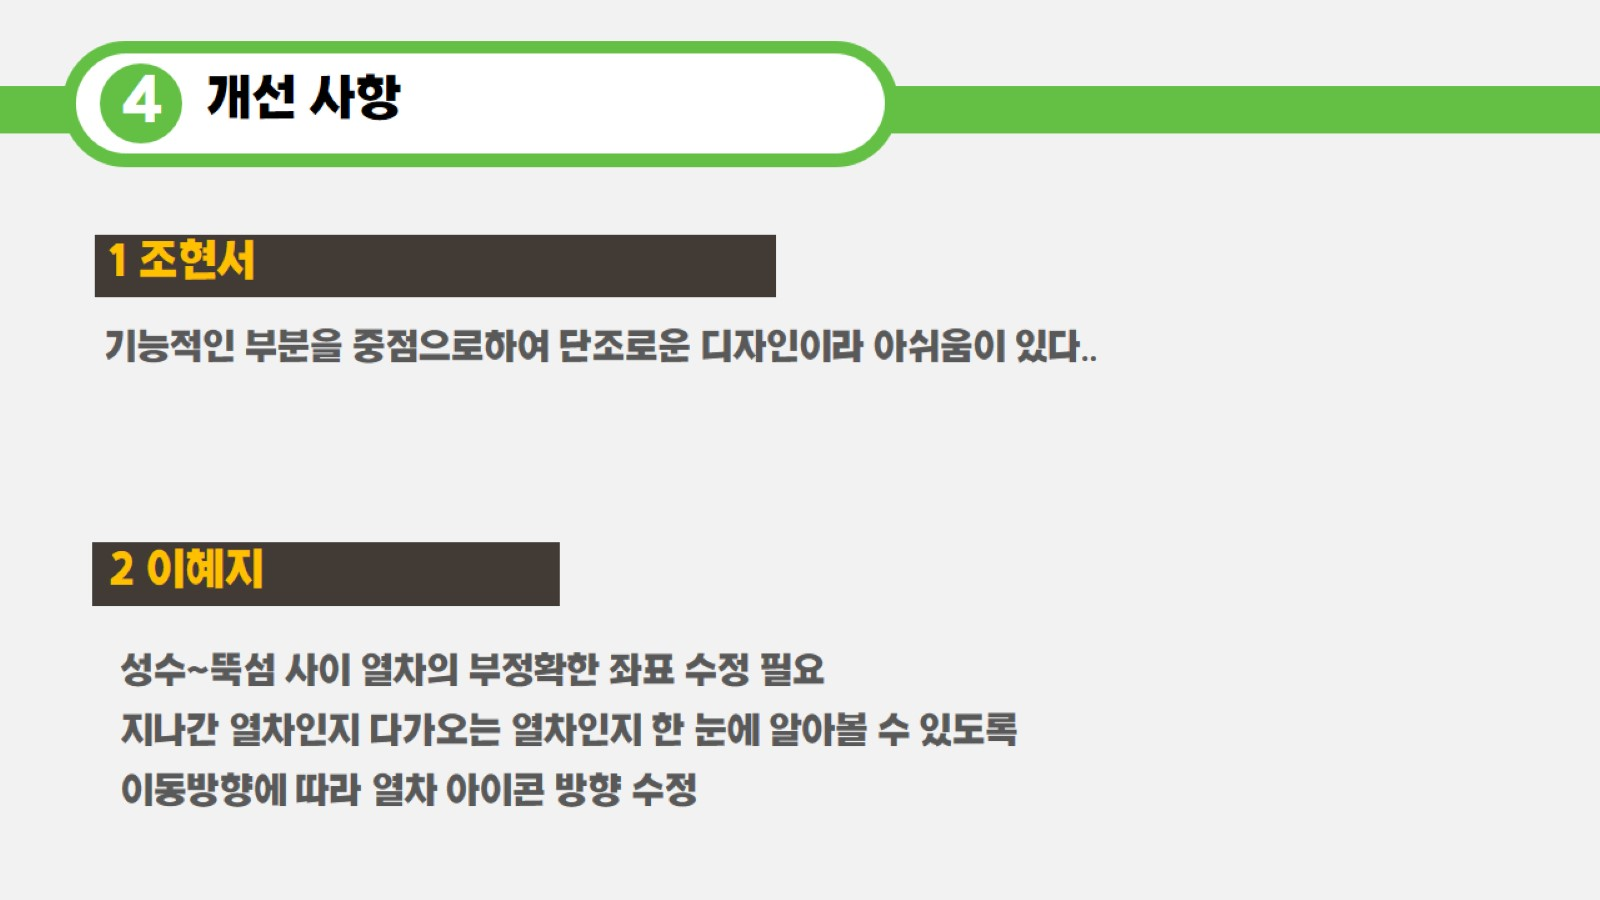 4 개선 사항
1 조현서
기능적인 부분을 중점으로하여 단조로운 디자인이라 아쉬움이 있다..
2 이혜지
성수~뚝섬 사이 열차의 부정확한 좌표 수정 필요
지나간 열차인지 다가오는 열차인지 한 눈에 알아볼 수 있도록
이동방향에 따라 열차 아이콘 방향 수정